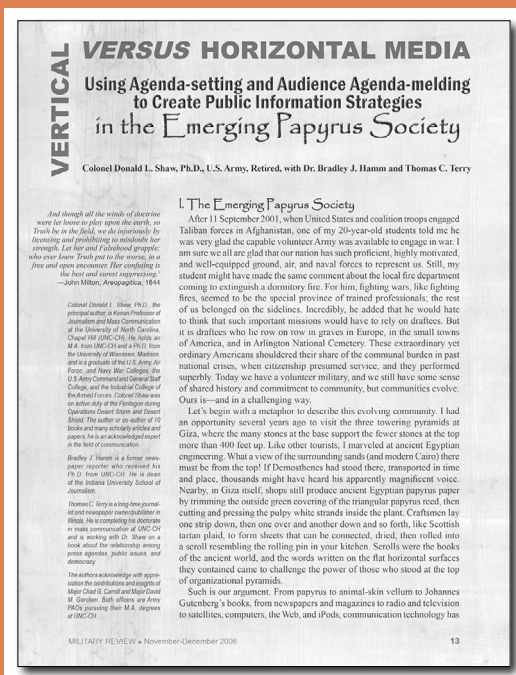 VERTICAL VERSUS HORIZONTAL MEDIA
Using Agenda-setting and Audience Agenda-melding
to Create Public Information Strategies
in the Emerging Papyrus Society
Colonel Donald L. Shaw, Ph.D., U.S. Army, Retired, with Dr. Bradley J. Hamm and Thomas C. Terry
And though all the winds of doctrine
were let loose to play upon the earth, so
Truth be in the field, we do injuriously by
licensing and prohibiting to misdoubt her
strength. Let her and Falsehood grapple;
who ever knew Truth put to the worse, in a
free and open encounter. Her confuting is
the best and surest suppressing.¹
—John Milton, Areopagitica, 1644
Colonel Donald L. Shaw, Ph.D., the
principal author, is Kenan Professor of
Journalism and Mass Communication
at the University of North Carolina,
Chapel Hill (UNC-CH). He holds an
M.A. from UNC-CH and a Ph.D. from
the University of Wisconsin, Madison,
and is a graduate of the U.S. Army, Air
Force, and Navy War Colleges, the
U.S. Army Command and General Staff
College, and the Industrial College of
the Armed Forces. Colonel Shaw was
on active duty at the Pentagon during
Operations Desert Storm and Desert
Shield. The author or co-author of 10
books and many scholarly articles and
papers, he is an acknowledged expert
in the field of communication.
Bradley J. Hamm is a former news-
paper reporter who received his
Ph.D. from UNC-CH. He is dean
of the Indiana University School of
Journalism.
Thomas C. Terry is a long-time journal-
ist and newspaper owner/publisher in
Illinois. He is completing his doctorate
in mass communication at UNC-CH
and is working with Dr. Shaw on a
book about the relationship among
press agendas, public issues, and
democracy.
The authors acknowledge with appre-
ciation the contributions and insights of
Major Chad G. Carroll and Major David
M. Gercken. Both officers are Army
PAOs pursuing their M.A. degrees
at UNC-CH.
I. The Emerging Papyrus Society
After 11 September 2001, when United States and coalition troops engaged
Taliban forces in Afghanistan, one of my 20-year-old students told me he
was very glad the capable volunteer Army was available to engage in war. I
am sure we are all glad that our nation has such proficient, highly motivated,
and well-equipped ground, air, and naval forces to represent us. Still, my
student might have made the same comment about the local fire department
coming to extinguish a dormitory fire. For him, fighting wars, like fighting
fires, seemed to be the special province of trained professionals; the rest
of us belonged on the sidelines. Incredibly, he added that he would hate
to think that such important missions would have to rely on draftees. But
it is draftees who lie row on row in graves in Europe, in the small towns
of America, and in Arlington National Cemetery. These extraordinary yet
ordinary Americans shouldered their share of the communal burden in past
national crises, when citizenship presumed service, and they performed
superbly. Today we have a volunteer military, and we still have some sense
of shared history and commitment to community, but communities evolve.
Ours is—and in a challenging way.
Let's begin with a metaphor to describe this evolving community. I had
an opportunity several years ago to visit the three towering pyramids at
Giza, where the many stones at the base support the fewer stones at the top
more than 400 feet up. Like other tourists, I marveled at ancient Egyptian
engineering. What a view of the surrounding sands (and modern Cairo) there
must be from the top! If Demosthenes had stood there, transported in time
and place, thousands might have heard his apparently magnificent voice.
Nearby, in Giza itself, shops still produce ancient Egyptian papyrus paper
by trimming the outside green covering of the triangular papyrus reed, then
cutting and pressing the pulpy white strands inside the plant. Craftsmen lay
one strip down, then one over and another down and so forth, like Scottish
tartan plaid, to form sheets that can be connected, dried, then rolled into
a scroll resembling the rolling pin in your kitchen. Scrolls were the books
of the ancient world, and the words written on the flat horizontal surfaces
they contained came to challenge the power of those who stood at the top
of organizational pyramids.
Such is our argument. From papyrus to animal-skin vellum to Johannes
Gutenberg's books, from newspapers and magazines to radio and television
to satellites, computers, the Web, and iPods, communication technology has
MILITARY REVIEW November-December 2006 13